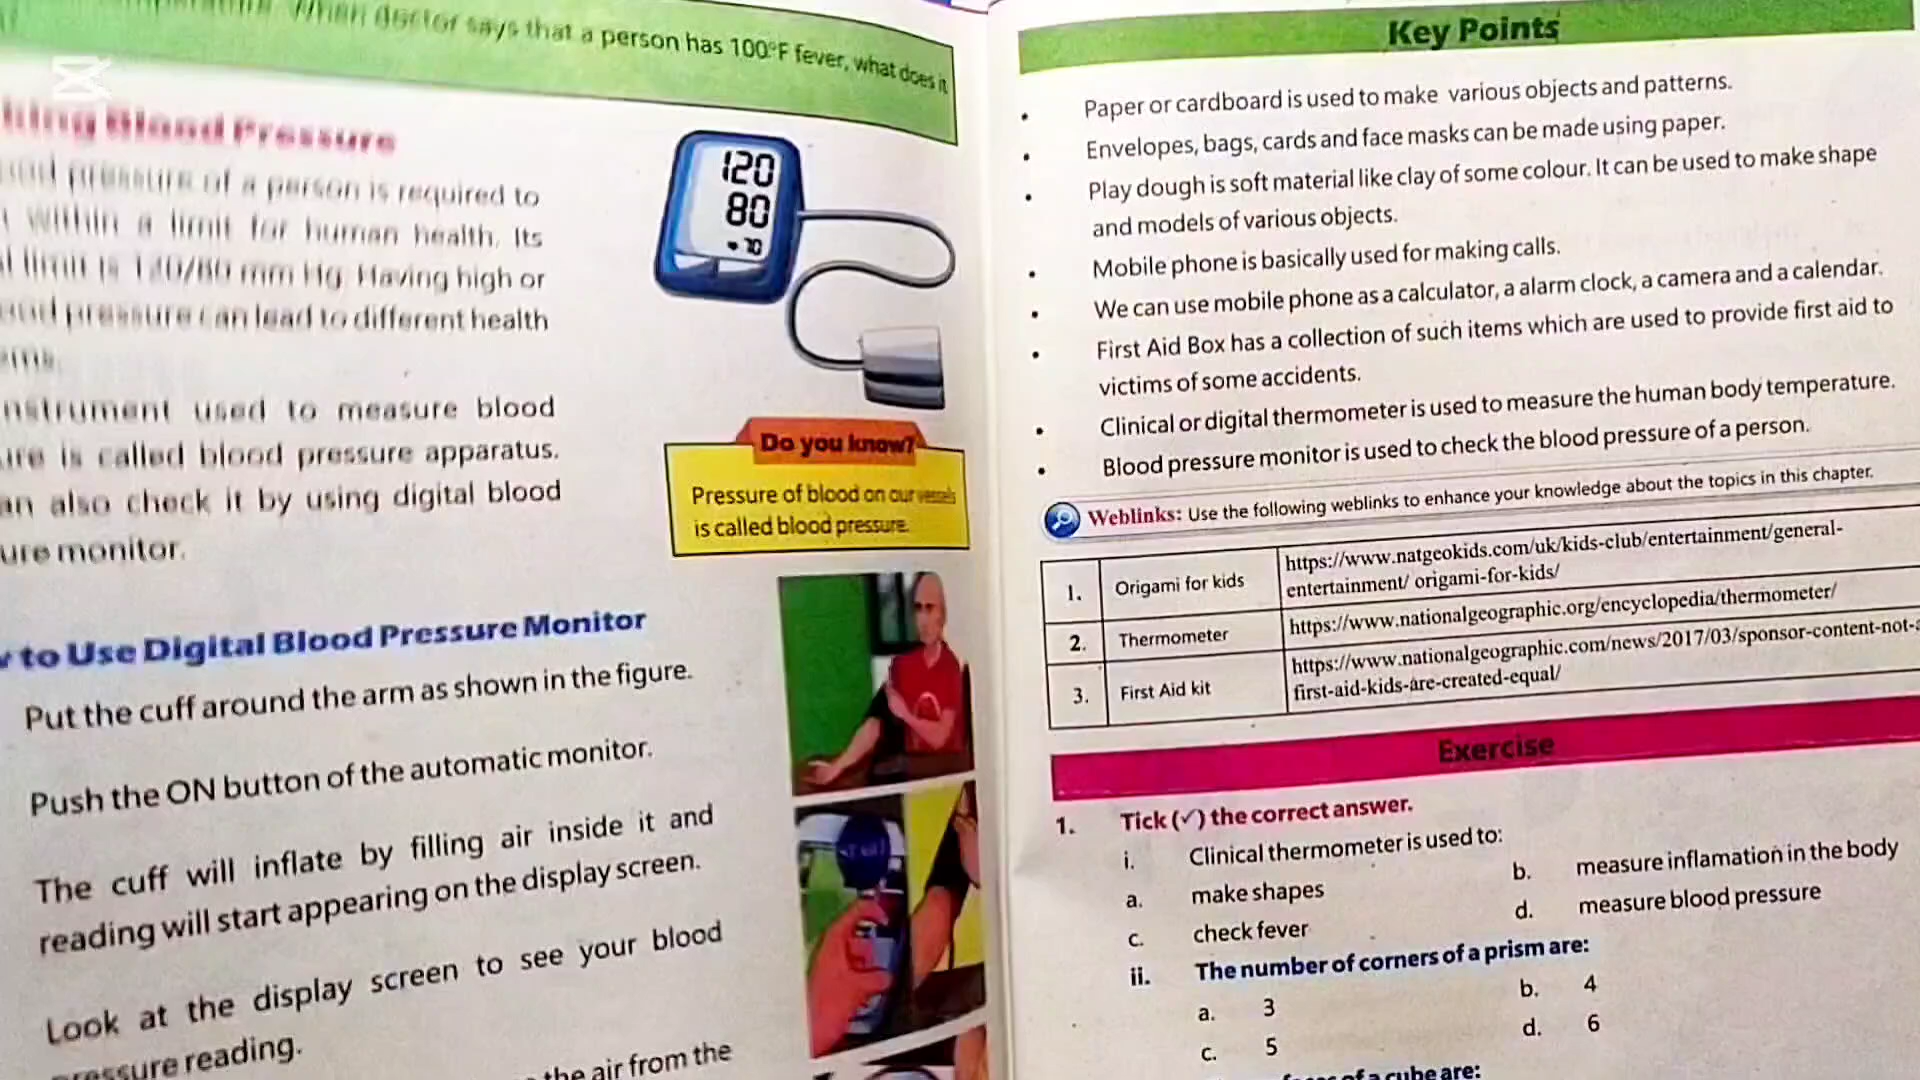 When doctor says that a person has 100°F fever, what does it
Blood Pressure
pressure of a person is required to
within a limit for human health. Its
limit is 120/80 mm Hg. Having high or
pressure can lead to different health
used to measure blood
is called blood pressure apparatus.
also check it by using digital blood
monitor.
120
80
70
Do you know?
Pressure of blood on our vessels
is called blood pressure.
to Use Digital Blood Pressure Monitor
Put the cuff around the arm as shown in the figure.
Push the ON button of the automatic monitor.
The cuff will inflate by filling air inside it and
reading will start appearing on the display screen.
Look at the display screen to see your blood
pressure reading.
the air from the
Key Points
• Paper or cardboard is used to make various objects and patterns.
• Envelopes, bags, cards and face masks can be made using paper.
• Play dough is soft material like clay of some colour. It can be used to make shape
and models of various objects.
• Mobile phone is basically used for making calls.
• We can use mobile phone as a calculator, a alarm clock, a camera and a calendar.
• First Aid Box has a collection of such items which are used to provide first aid to
victims of some accidents.
• Clinical or digital thermometer is used to measure the human body temperature.
• Blood pressure monitor is used to check the blood pressure of a person.
Weblinks: Use the following weblinks to enhance your knowledge about the topics in this chapter.
1. Origami for kids https://www.natgeokids.com/uk/kids-club/entertainment/general-
entertainment/ origami-for-kids/
2. Thermometer https://www.nationalgeographic.org/encyclopedia/thermometer/
3. First Aid kit https://www.nationalgeographic.com/news/2017/03/sponsor-content-not-a
first-aid-kids-are-created-equal/
Exercise
1. Tick (✓) the correct answer.
i. Clinical thermometer is used to:
a. make shapes b. measure inflamation in the body
c. check fever d. measure blood pressure
ii. The number of corners of a prism are:
a. 3 b. 4
c. 5 d. 6
of a cube are: